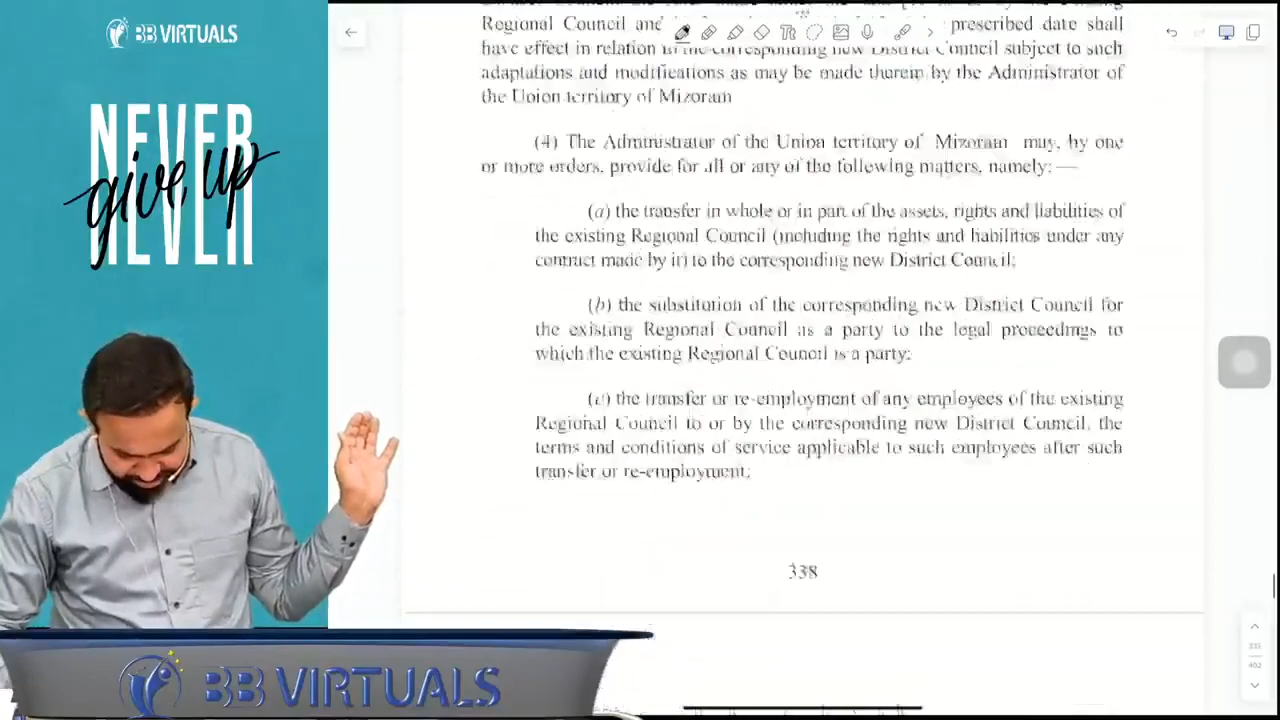 BB VIRTUALS
NEVER
give up
NEVER
Regional Council and prescribed date shall
have effect in relation to the corresponding new District Council subject to such
adaptations and modifications as may be made therein by the Administrator of
the Union territory of Mizoram
(4) The Administrator of the Union territory of Mizoram may, by one
or more orders, provide for all or any of the following matters, namely: —
(a) the transfer in whole or in part of the assets, rights and liabilities of
the existing Regional Council (including the rights and liabilities under any
contract made by it) to the corresponding new District Council;
(b) the substitution of the corresponding new District Council for
the existing Regional Council as a party to the legal proceedings to
which the existing Regional Council is a party;
(c) the transfer or re-employment of any employees of the existing
Regional Council to or by the corresponding new District Council, the
terms and conditions of service applicable to such employees after such
transfer or re-employment;
338
402
BB VIRTUALS